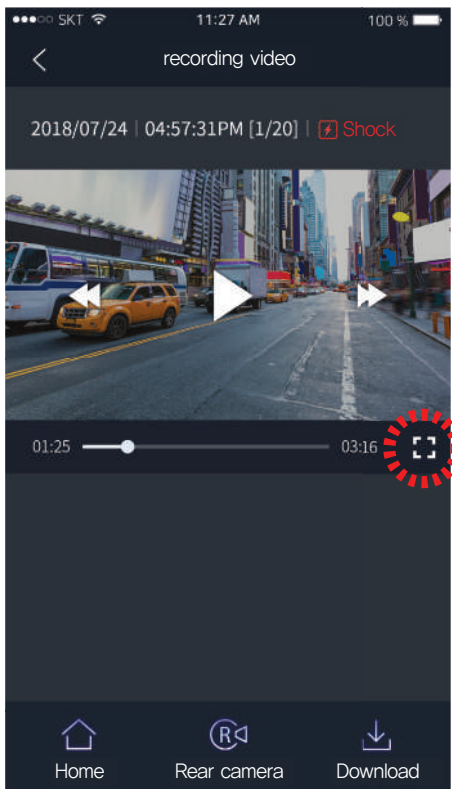 SKT 11:27 AM 100 %
recording video
2018/07/24 | 04:57:31PM [1/20] | Shock
01:25 03:16
R
Home Rear camera Download